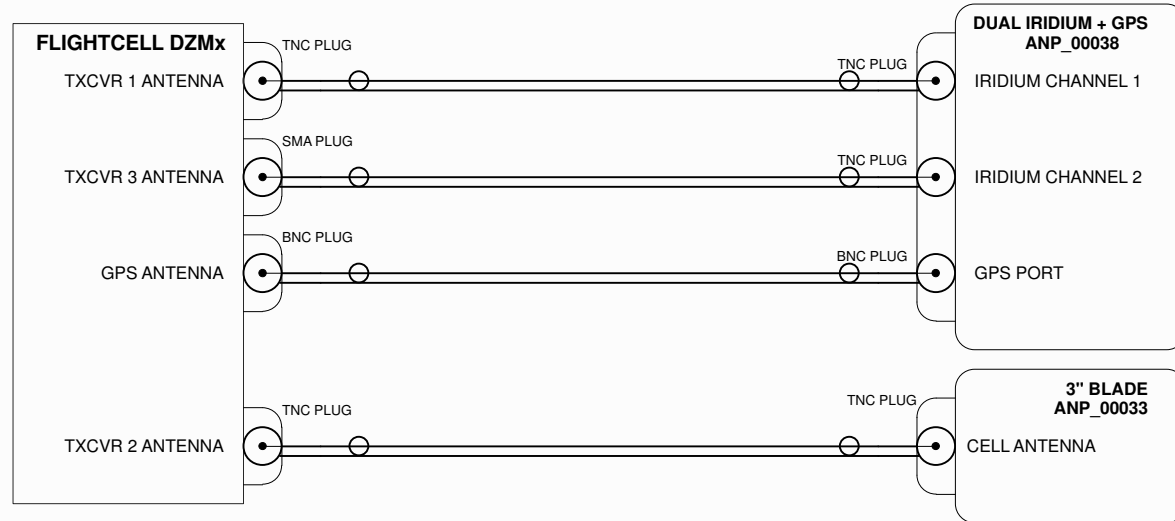 FLIGHTCELL DZMx
DUAL IRIDIUM + GPS
ANP_00038
TNC PLUG
TNC PLUG
TXCVR 1 ANTENNA
IRIDIUM CHANNEL 1
SMA PLUG
TNC PLUG
TXCVR 3 ANTENNA
IRIDIUM CHANNEL 2
BNC PLUG
BNC PLUG
GPS ANTENNA
GPS PORT
3" BLADE
ANP_00033
TNC PLUG
TNC PLUG
TXCVR 2 ANTENNA
CELL ANTENNA